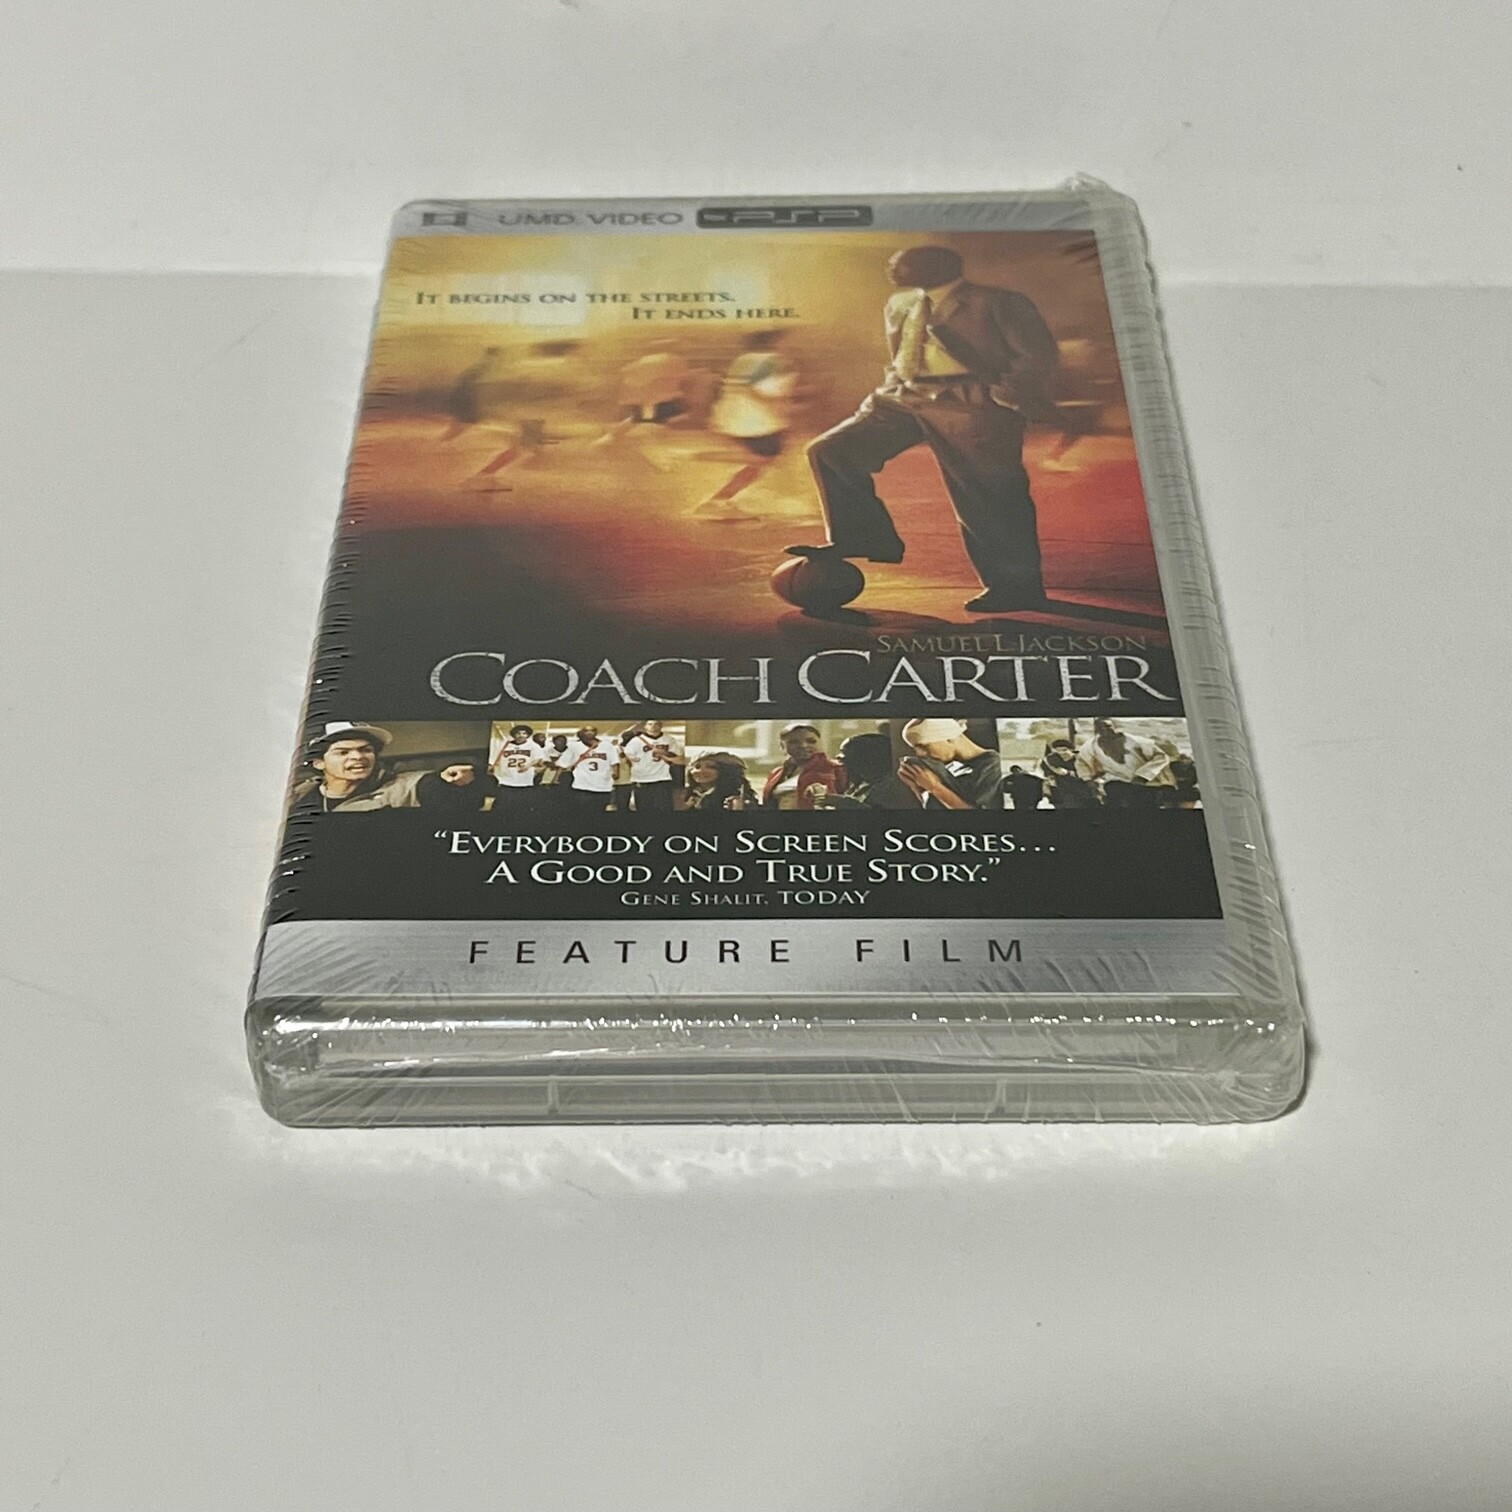 UMD VIDEO PSP
IT BEGINS ON THE STREETS.
IT ENDS HERE.
SAMUEL L. JACKSON
COACH CARTER
22
3
5
"EVERYBODY ON SCREEN SCORES...
A GOOD AND TRUE STORY."
GENE SHALIT, TODAY
FEATURE FILM